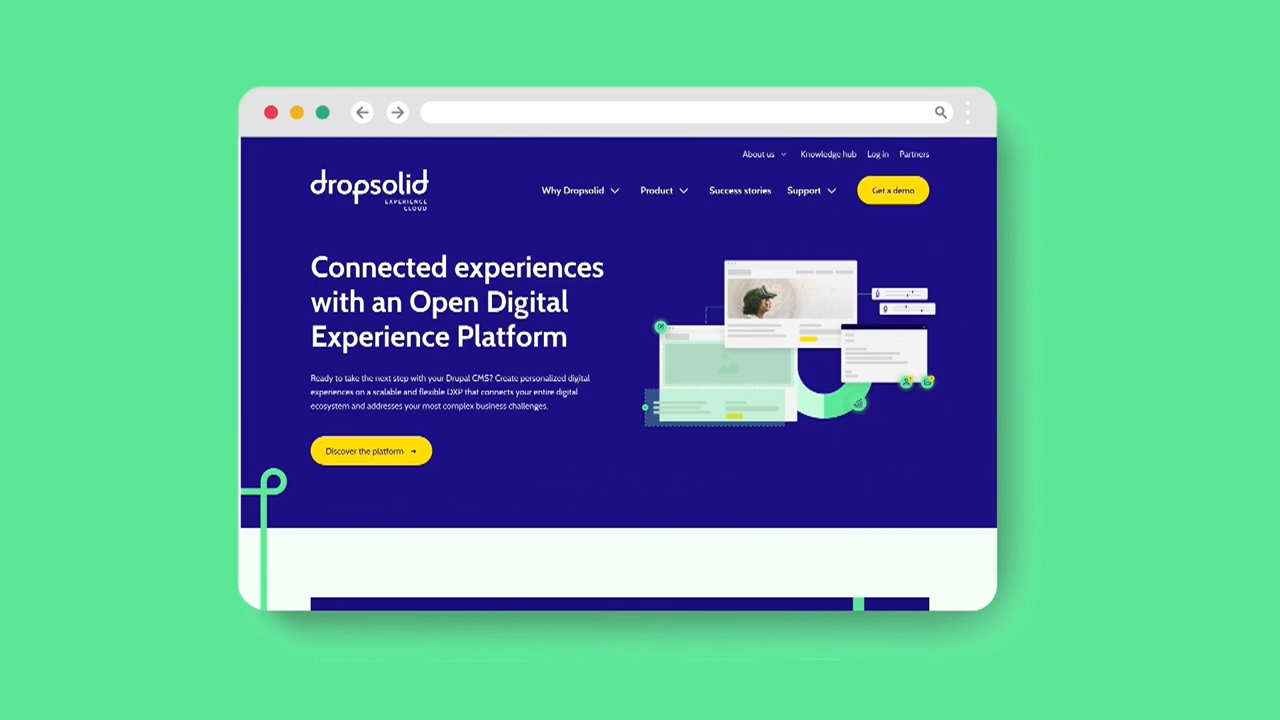 About us
Knowledge hub
Log in
Partners
dropsolid
EXPERIENCE
CLOUD
Why Dropsolid
Product
Success stories
Support
Get a demo
Connected experiences
with an Open Digital
Experience Platform
Ready to take the next step with your Drupal CMS? Create personalized digital
experiences on a scalable and flexible DXP that connects your entire digital
ecosystem and addresses your most complex business challenges.
Discover the platform